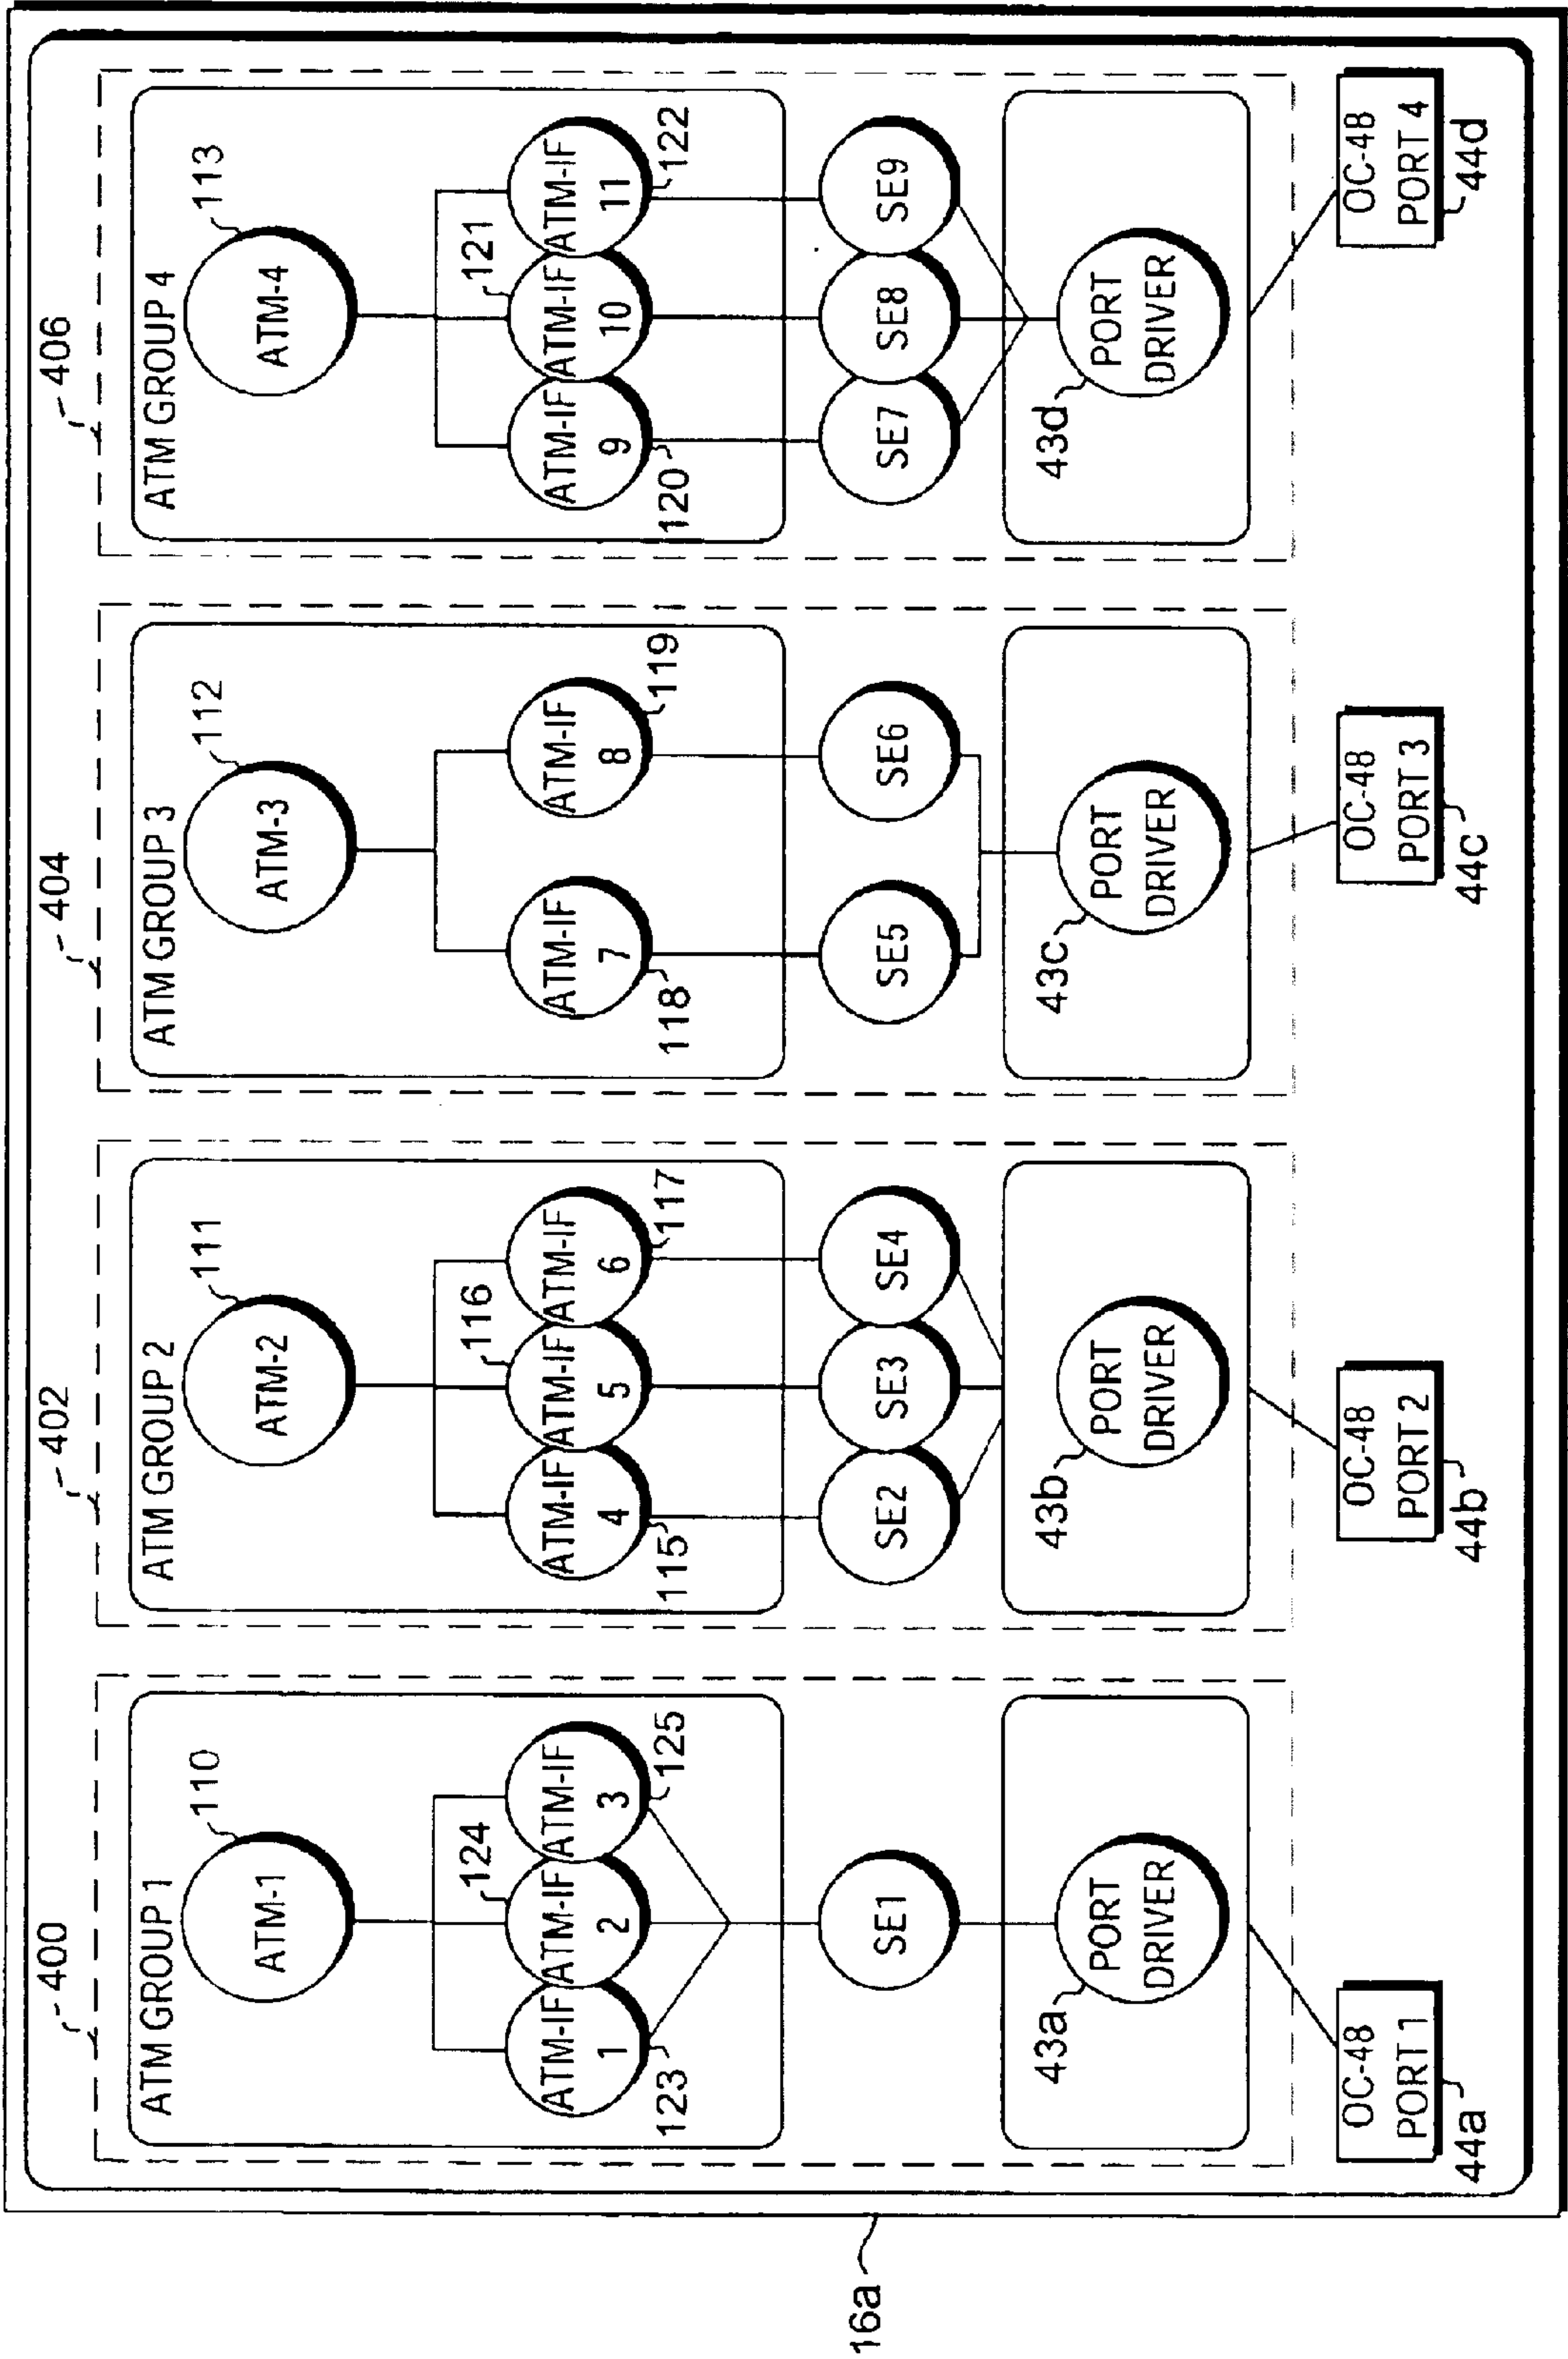 400
402
404
406
ATM GROUP 1
ATM GROUP 2
ATM GROUP 3
ATM GROUP 4
110
111
112
113
ATM-1
ATM-2
ATM-3
ATM-4
124
116
121
ATM-IF
1
ATM-IF
2
ATM-IF
3
ATM-IF
4
ATM-IF
5
ATM-IF
6
ATM-IF
7
ATM-IF
8
ATM-IF
9
ATM-IF
10
ATM-IF
11
123
125
115
117
118
119
120
122
SE1
SE2
SE3
SE4
SE5
SE6
SE7
SE8
SE9
43a
PORT
DRIVER
43b
PORT
DRIVER
43c
PORT
DRIVER
43d
PORT
DRIVER
OC-48
PORT 1
OC-48
PORT 2
OC-48
PORT 3
OC-48
PORT 4
44a
44b
44c
44d
16a